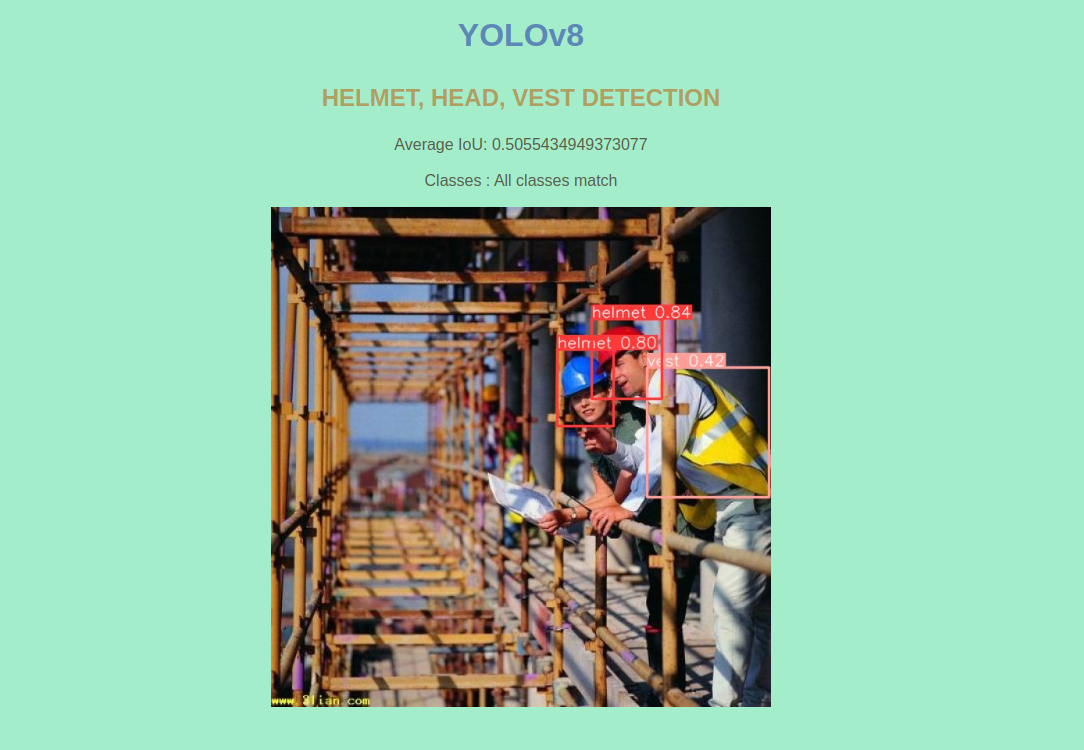 YOLOv8
HELMET, HEAD, VEST DETECTION
Average IoU: 0.5055434949373077
Classes : All classes match
helmet 0.84
helmet 0.80
vest 0.42
www.3lian.com